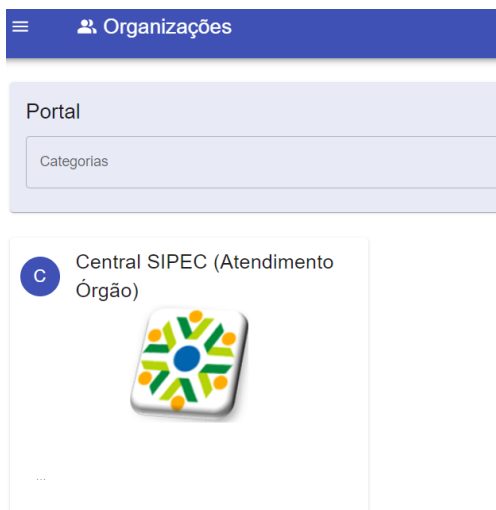 Organizações
Portal
Categorias
C
Central SIPEC (Atendimento
Órgão)
...